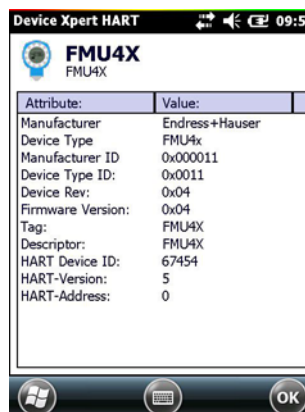 Device Xpert HART 09:5
FMU4X
FMU4X
Attribute: Value:
Manufacturer Endress+Hauser
Device Type FMU4x
Manufacturer ID 0x000011
Device Type ID: 0x0011
Device Rev: 0x04
Firmware Version: 0x04
Tag: FMU4X
Descriptor: FMU4X
HART Device ID: 67454
HART-Version: 5
HART-Address: 0
OK